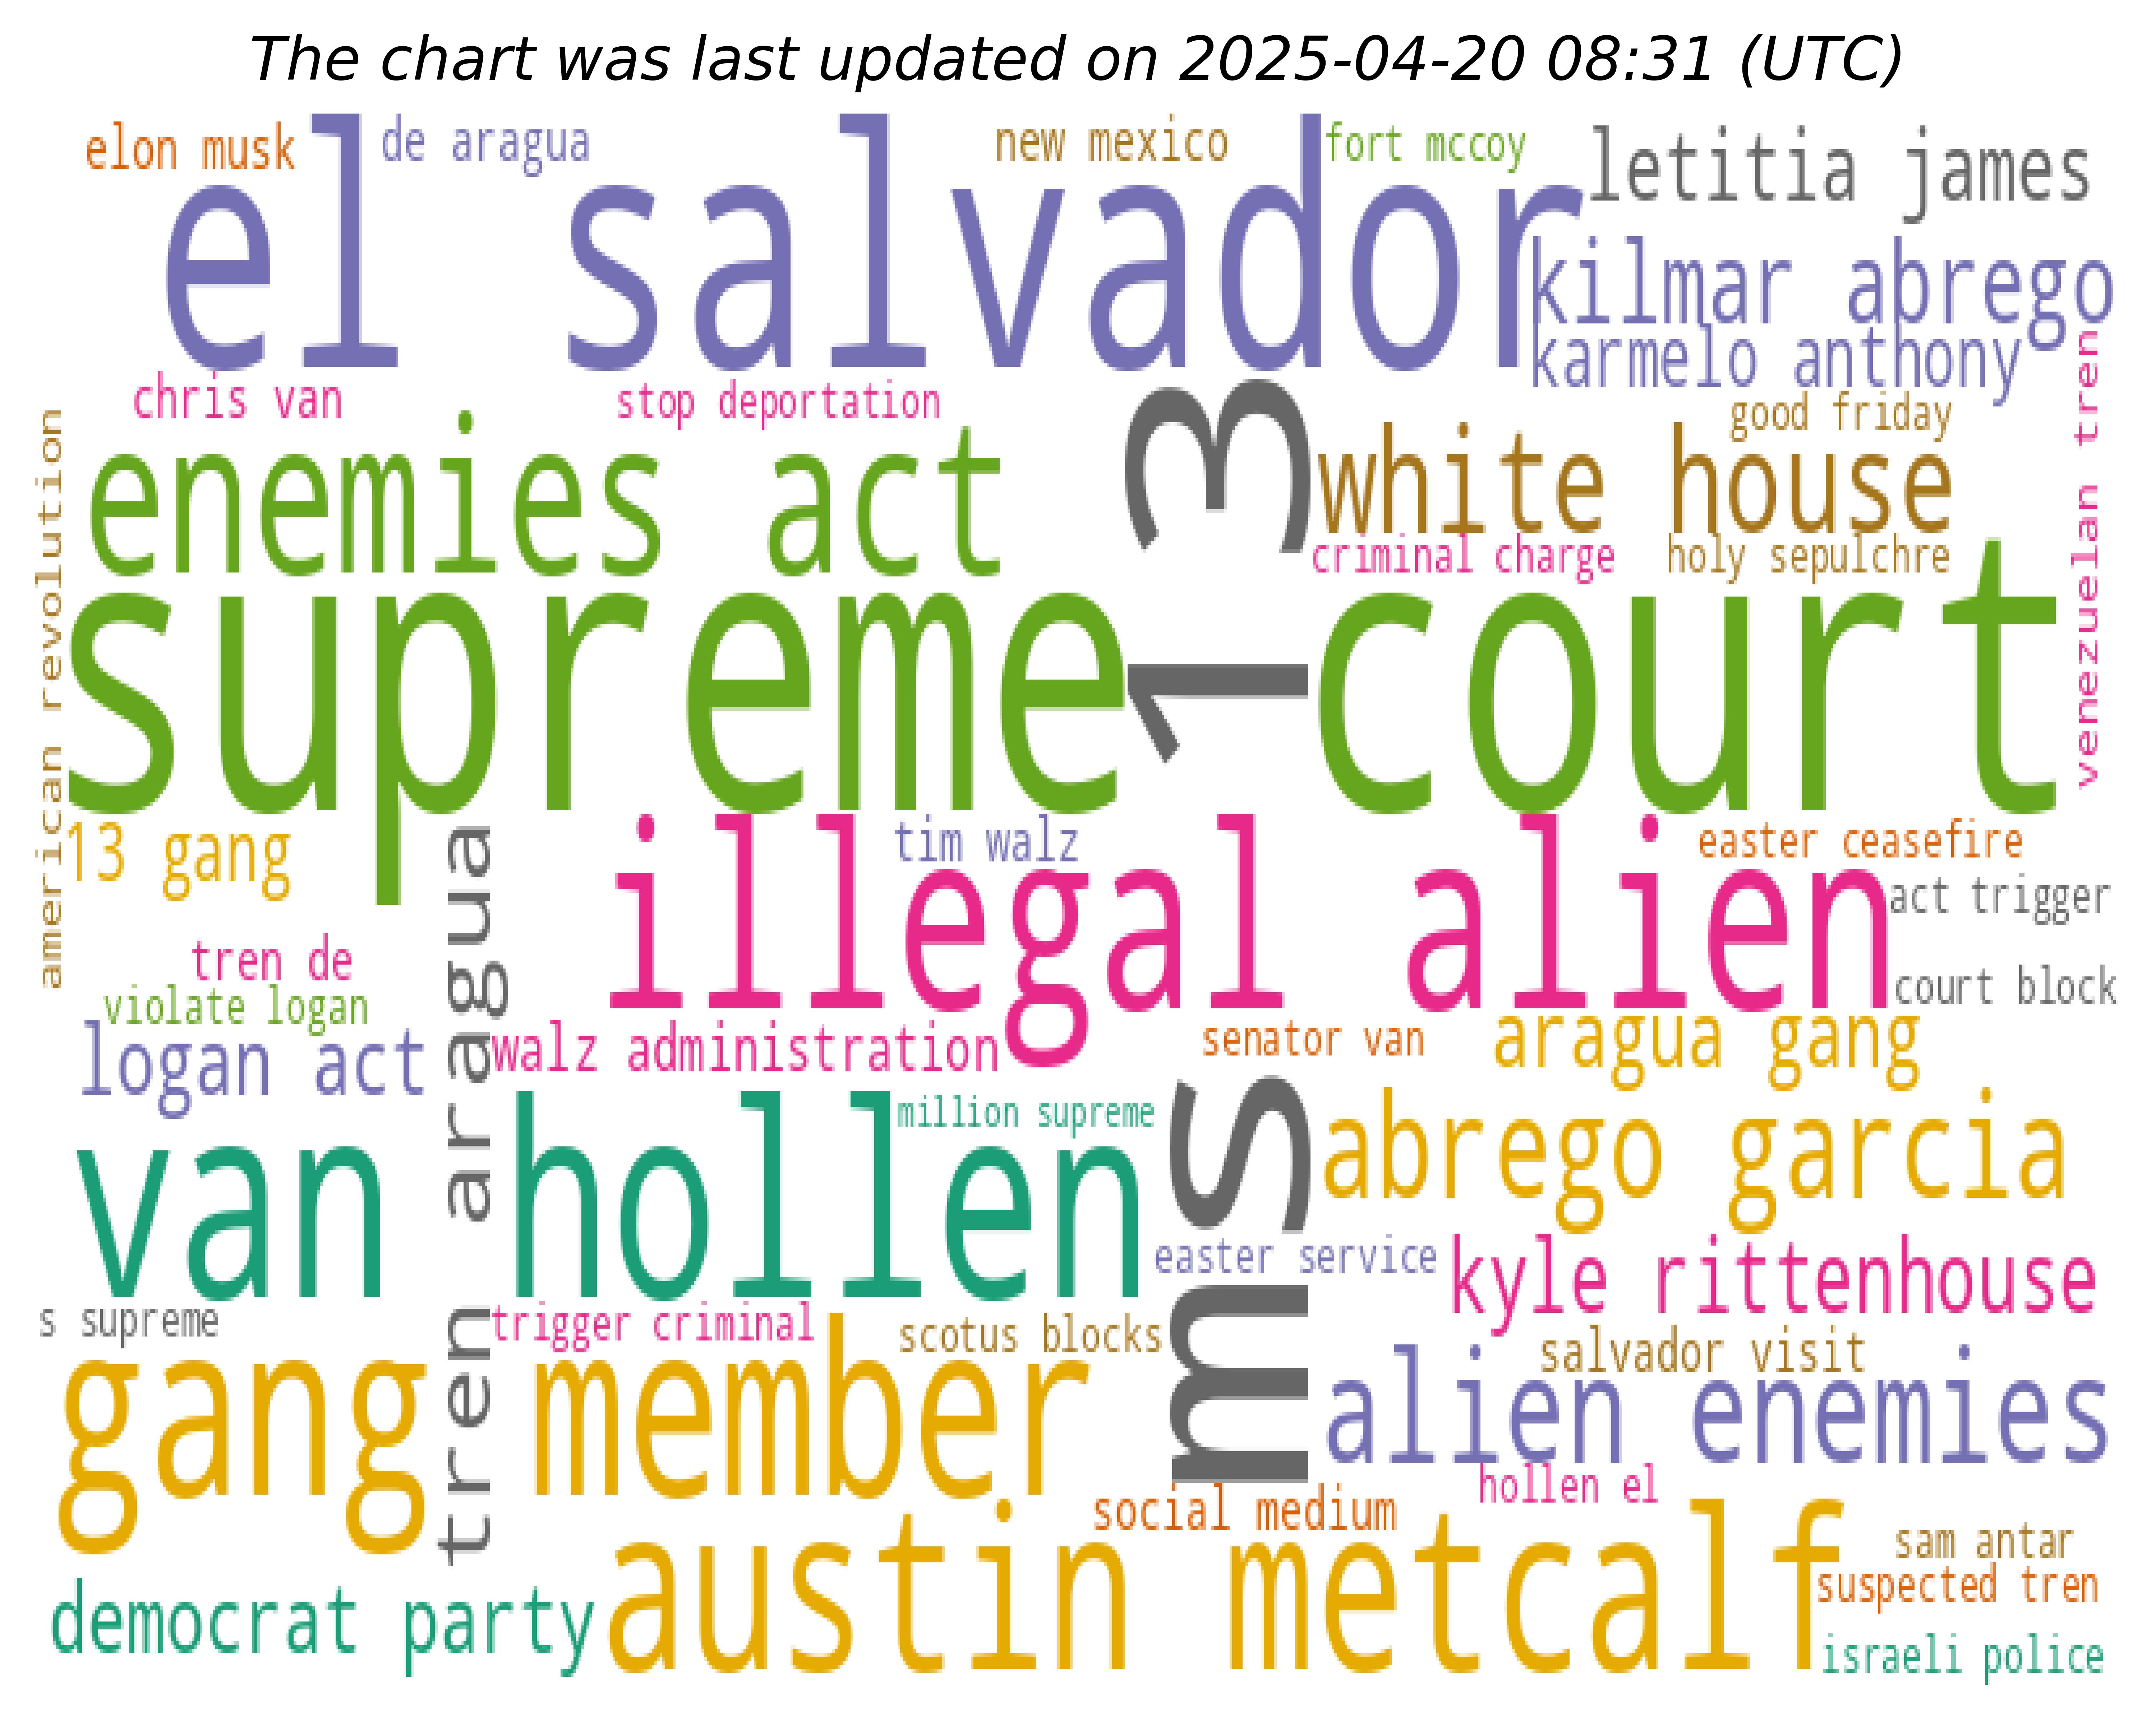 The chart was last updated on 2025-04-20 08:31 (UTC)
elon musk
de aragua
new mexico
fort mccoy
letitia james
el salvador
kilmar abrego
karmelo anthony
venezuelan tren
chris van
stop deportation
good friday
american revolution
enemies act
ms 13
white house
criminal charge
holy sepulchre
supreme court
13 gang
tren aragua
illegal alien
tim walz
easter ceasefire
act trigger
tren de
court block
violate logan
logan act
walz administration
senator van
aragua gang
van hollen
million supreme
abrego garcia
easter service
kyle rittenhouse
s supreme
trigger criminal
scotus blocks
salvador visit
gang member
alien enemies
hollen el
social medium
austin metcalf
sam antar
suspected tren
democrat party
israeli police